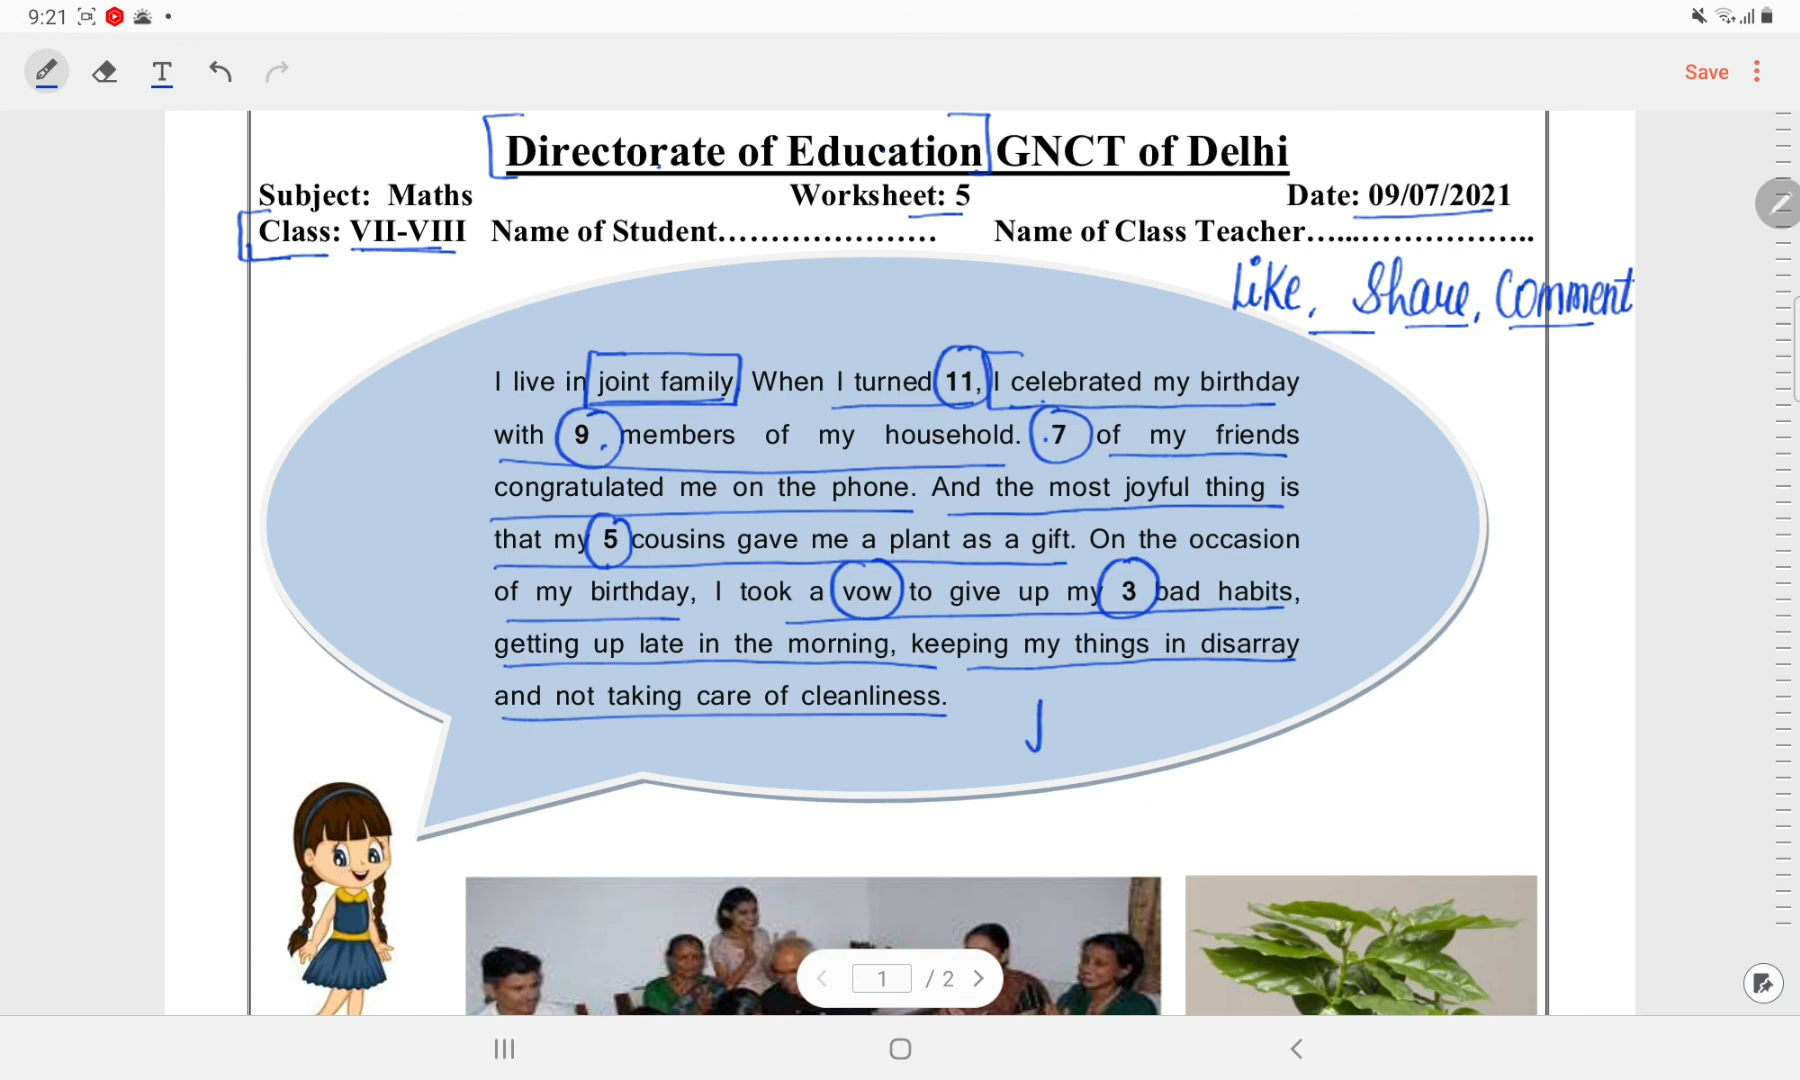 9:21
Save
Directorate of Education GNCT of Delhi
Subject: Maths Worksheet: 5 Date: 09/07/2021
Class: VII-VIII Name of Student..................... Name of Class Teacher.......................
Like, Share, Comment
I live in joint family. When I turned 11, I celebrated my birthday
with 9 members of my household. 7 of my friends
congratulated me on the phone. And the most joyful thing is
that my 5 cousins gave me a plant as a gift. On the occasion
of my birthday, I took a vow to give up my 3 bad habits,
getting up late in the morning, keeping my things in disarray
and not taking care of cleanliness.
J
1 / 2